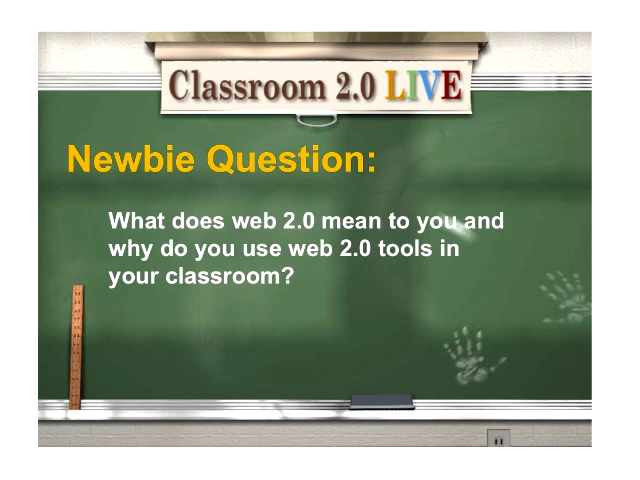 Classroom 2.0 LIVE
Newbie Question:
What does web 2.0 mean to you and
why do you use web 2.0 tools in
your classroom?